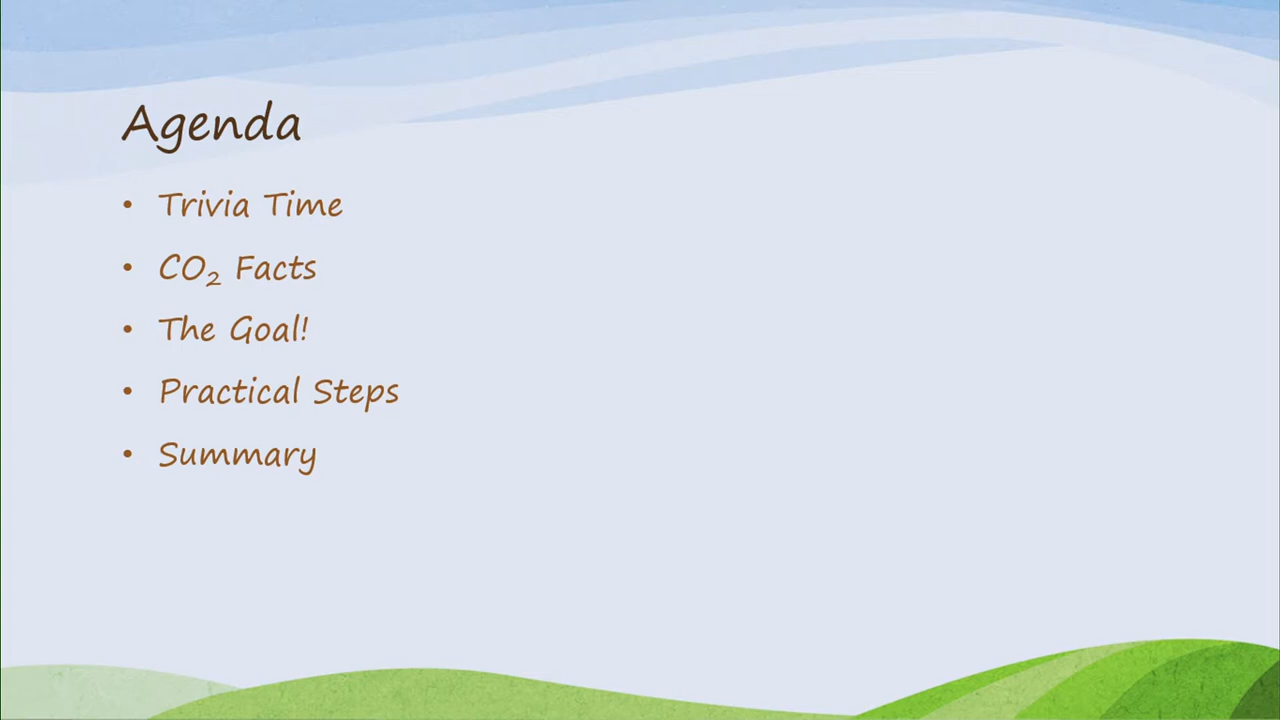 Agenda
• Trivia Time
• CO₂ Facts
• The Goal!
• Practical Steps
• Summary